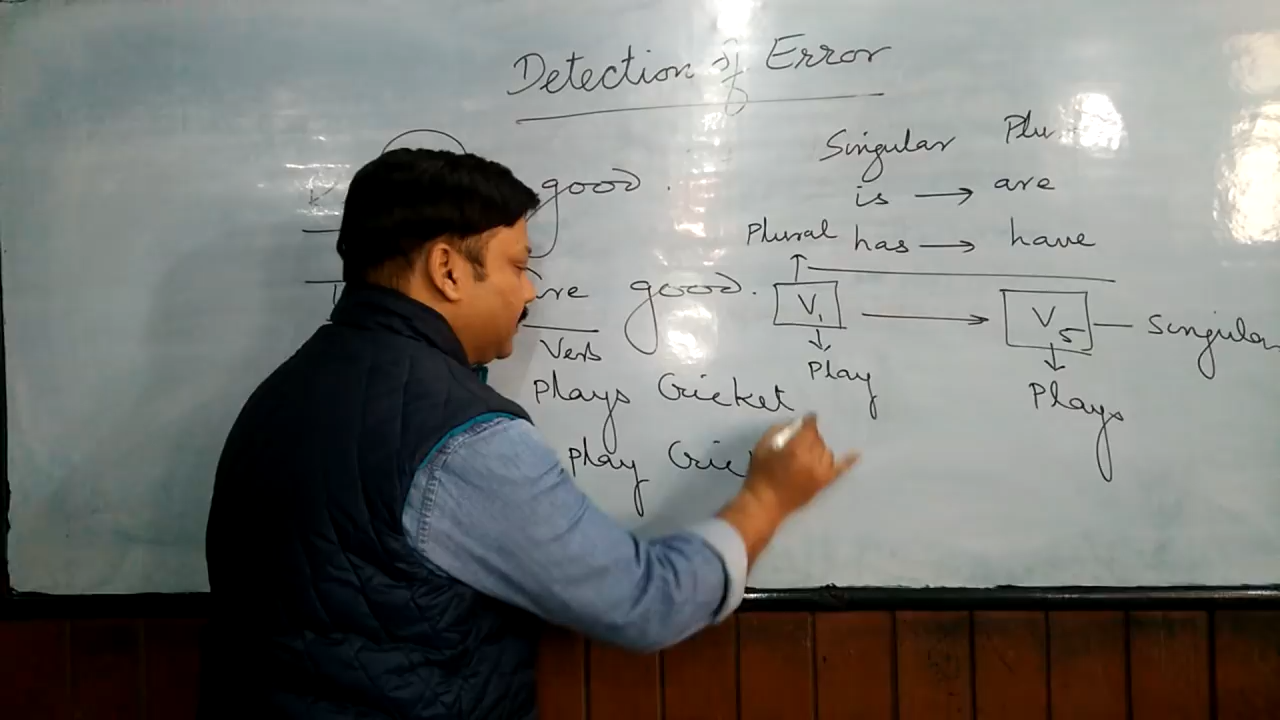 Detection of Error
Singular Plu
good. is → are
Plural has → have
are good. V1 → V5 — Singular
Verb Play Plays
Plays Cricket
Play Cric